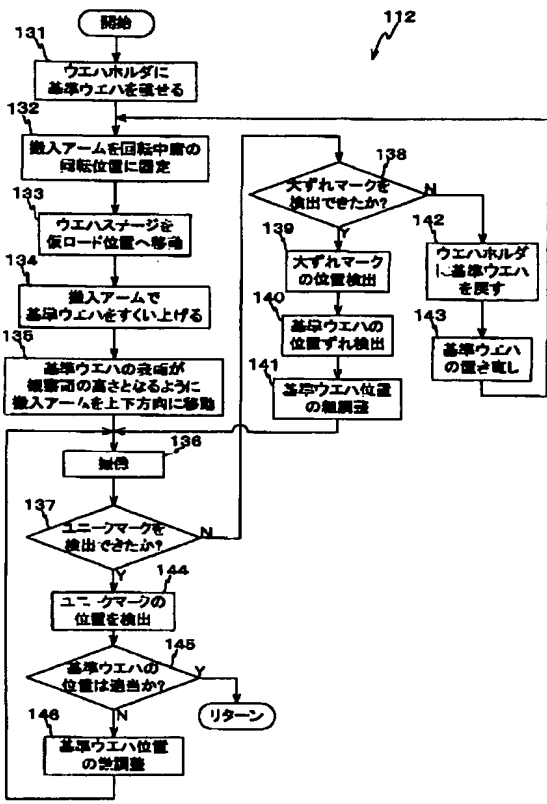 112
開始
131
ウエハホルダに
基準ウエハを載せる
132
搬入アームを回転中庸の
回転位置に固定
133
ウエハステージを
仮ロード位置へ移動
134
搬入アームで
基準ウエハをすくい上げる
135
基準ウエハの表面が
観察面の高さとなるように
搬入アームを上下方向に移動
136
撮像
137
ユニークマークを
検出できたか?
N
Y
138
大ずれマークを
検出できたか?
N
Y
139
大ずれマーク
の位置検出
140
基準ウエハの
位置ずれ検出
141
基準ウエハ位置
の粗調整
142
ウエハホルダ
に基準ウエハ
を戻す
143
基準ウエハ
の置き直し
144
ユニークマークの
位置を検出
145
基準ウエハの
位置は適当か?
Y
N
リターン
146
基準ウエハ位置
の微調整